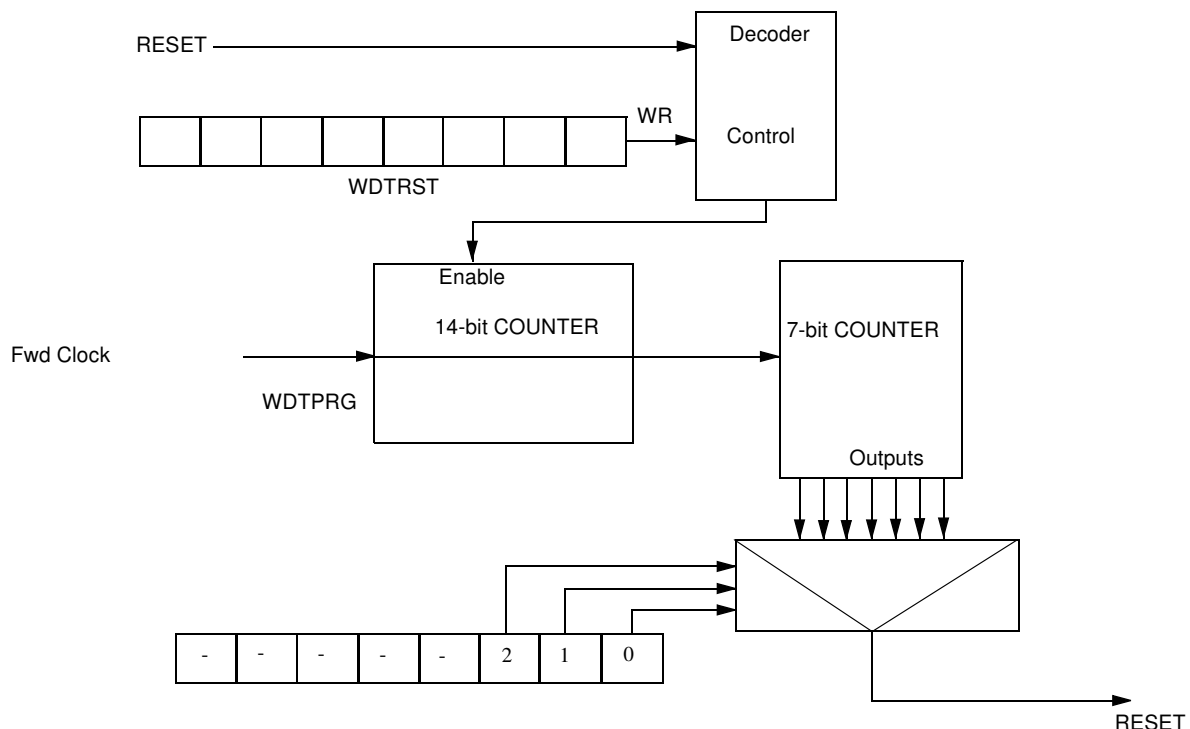 Decoder
RESET
WR
Control
WDTRST
Enable
14-bit COUNTER
7-bit COUNTER
Fwd Clock
WDTPRG
Outputs
- - - - - 2 1 0
RESET